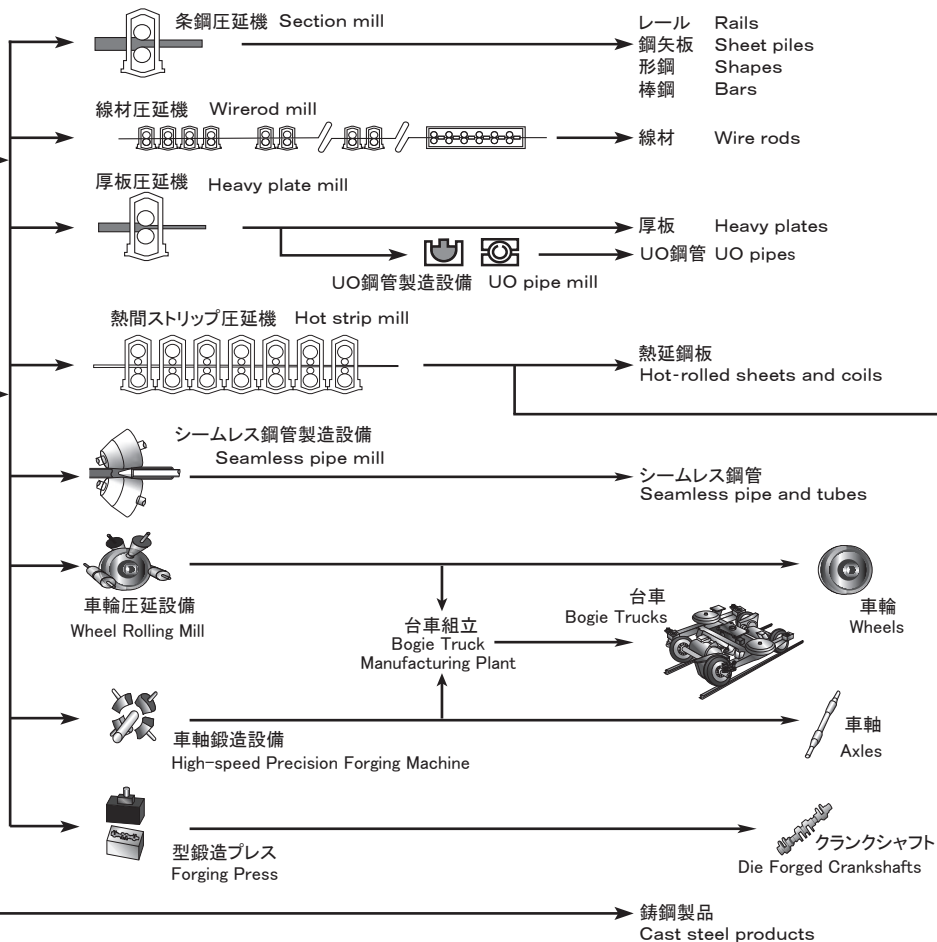 条鋼圧延機 Section mill
レール Rails
鋼矢板 Sheet piles
形鋼 Shapes
棒鋼 Bars
線材圧延機 Wirerod mill
線材 Wire rods
厚板圧延機 Heavy plate mill
厚板 Heavy plates
UO鋼管製造設備 UO pipe mill
UO鋼管 UO pipes
熱間ストリップ圧延機 Hot strip mill
熱延鋼板
Hot-rolled sheets and coils
シームレス鋼管製造設備
Seamless pipe mill
シームレス鋼管
Seamless pipe and tubes
車輪圧延設備
Wheel Rolling Mill
台車組立
Bogie Truck
Manufacturing Plant
台車
Bogie Trucks
車輪
Wheels
車軸鍛造設備
High-speed Precision Forging Machine
車軸
Axles
型鍛造プレス
Forging Press
クランクシャフト
Die Forged Crankshafts
鋳鋼製品
Cast steel products